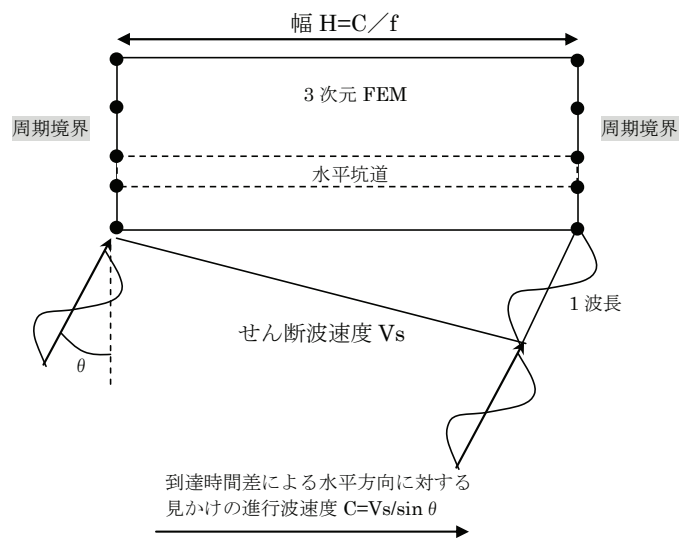 幅 H=C／f
3 次元 FEM
周期境界
周期境界
水平坑道
1 波長
せん断波速度 Vs
θ
到達時間差による水平方向に対する
見かけの進行波速度 C=Vs/sin θ